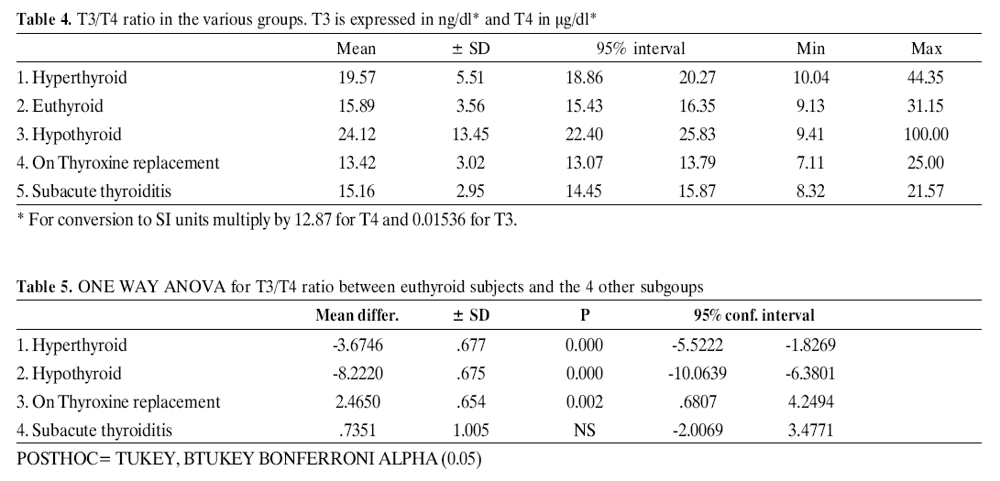 Table 4. T3/T4 ratio in the various groups. T3 is expressed in ng/dl* and T4 in μg/dl*
Mean ± SD 95% interval Min Max
1. Hyperthyroid 19.57 5.51 18.86 20.27 10.04 44.35
2. Euthyroid 15.89 3.56 15.43 16.35 9.13 31.15
3. Hypothyroid 24.12 13.45 22.40 25.83 9.41 100.00
4. On Thyroxine replacement 13.42 3.02 13.07 13.79 7.11 25.00
5. Subacute thyroiditis 15.16 2.95 14.45 15.87 8.32 21.57
* For conversion to SI units multiply by 12.87 for T4 and 0.01536 for T3.
Table 5. ONE WAY ANOVA for T3/T4 ratio between euthyroid subjects and the 4 other subgoups
Mean differ. ± SD P 95% conf. interval
1. Hyperthyroid -3.6746 .677 0.000 -5.5222 -1.8269
2. Hypothyroid -8.2220 .675 0.000 -10.0639 -6.3801
3. On Thyroxine replacement 2.4650 .654 0.002 .6807 4.2494
4. Subacute thyroiditis .7351 1.005 NS -2.0069 3.4771
POSTHOC= TUKEY, BTUKEY BONFERRONI ALPHA (0.05)